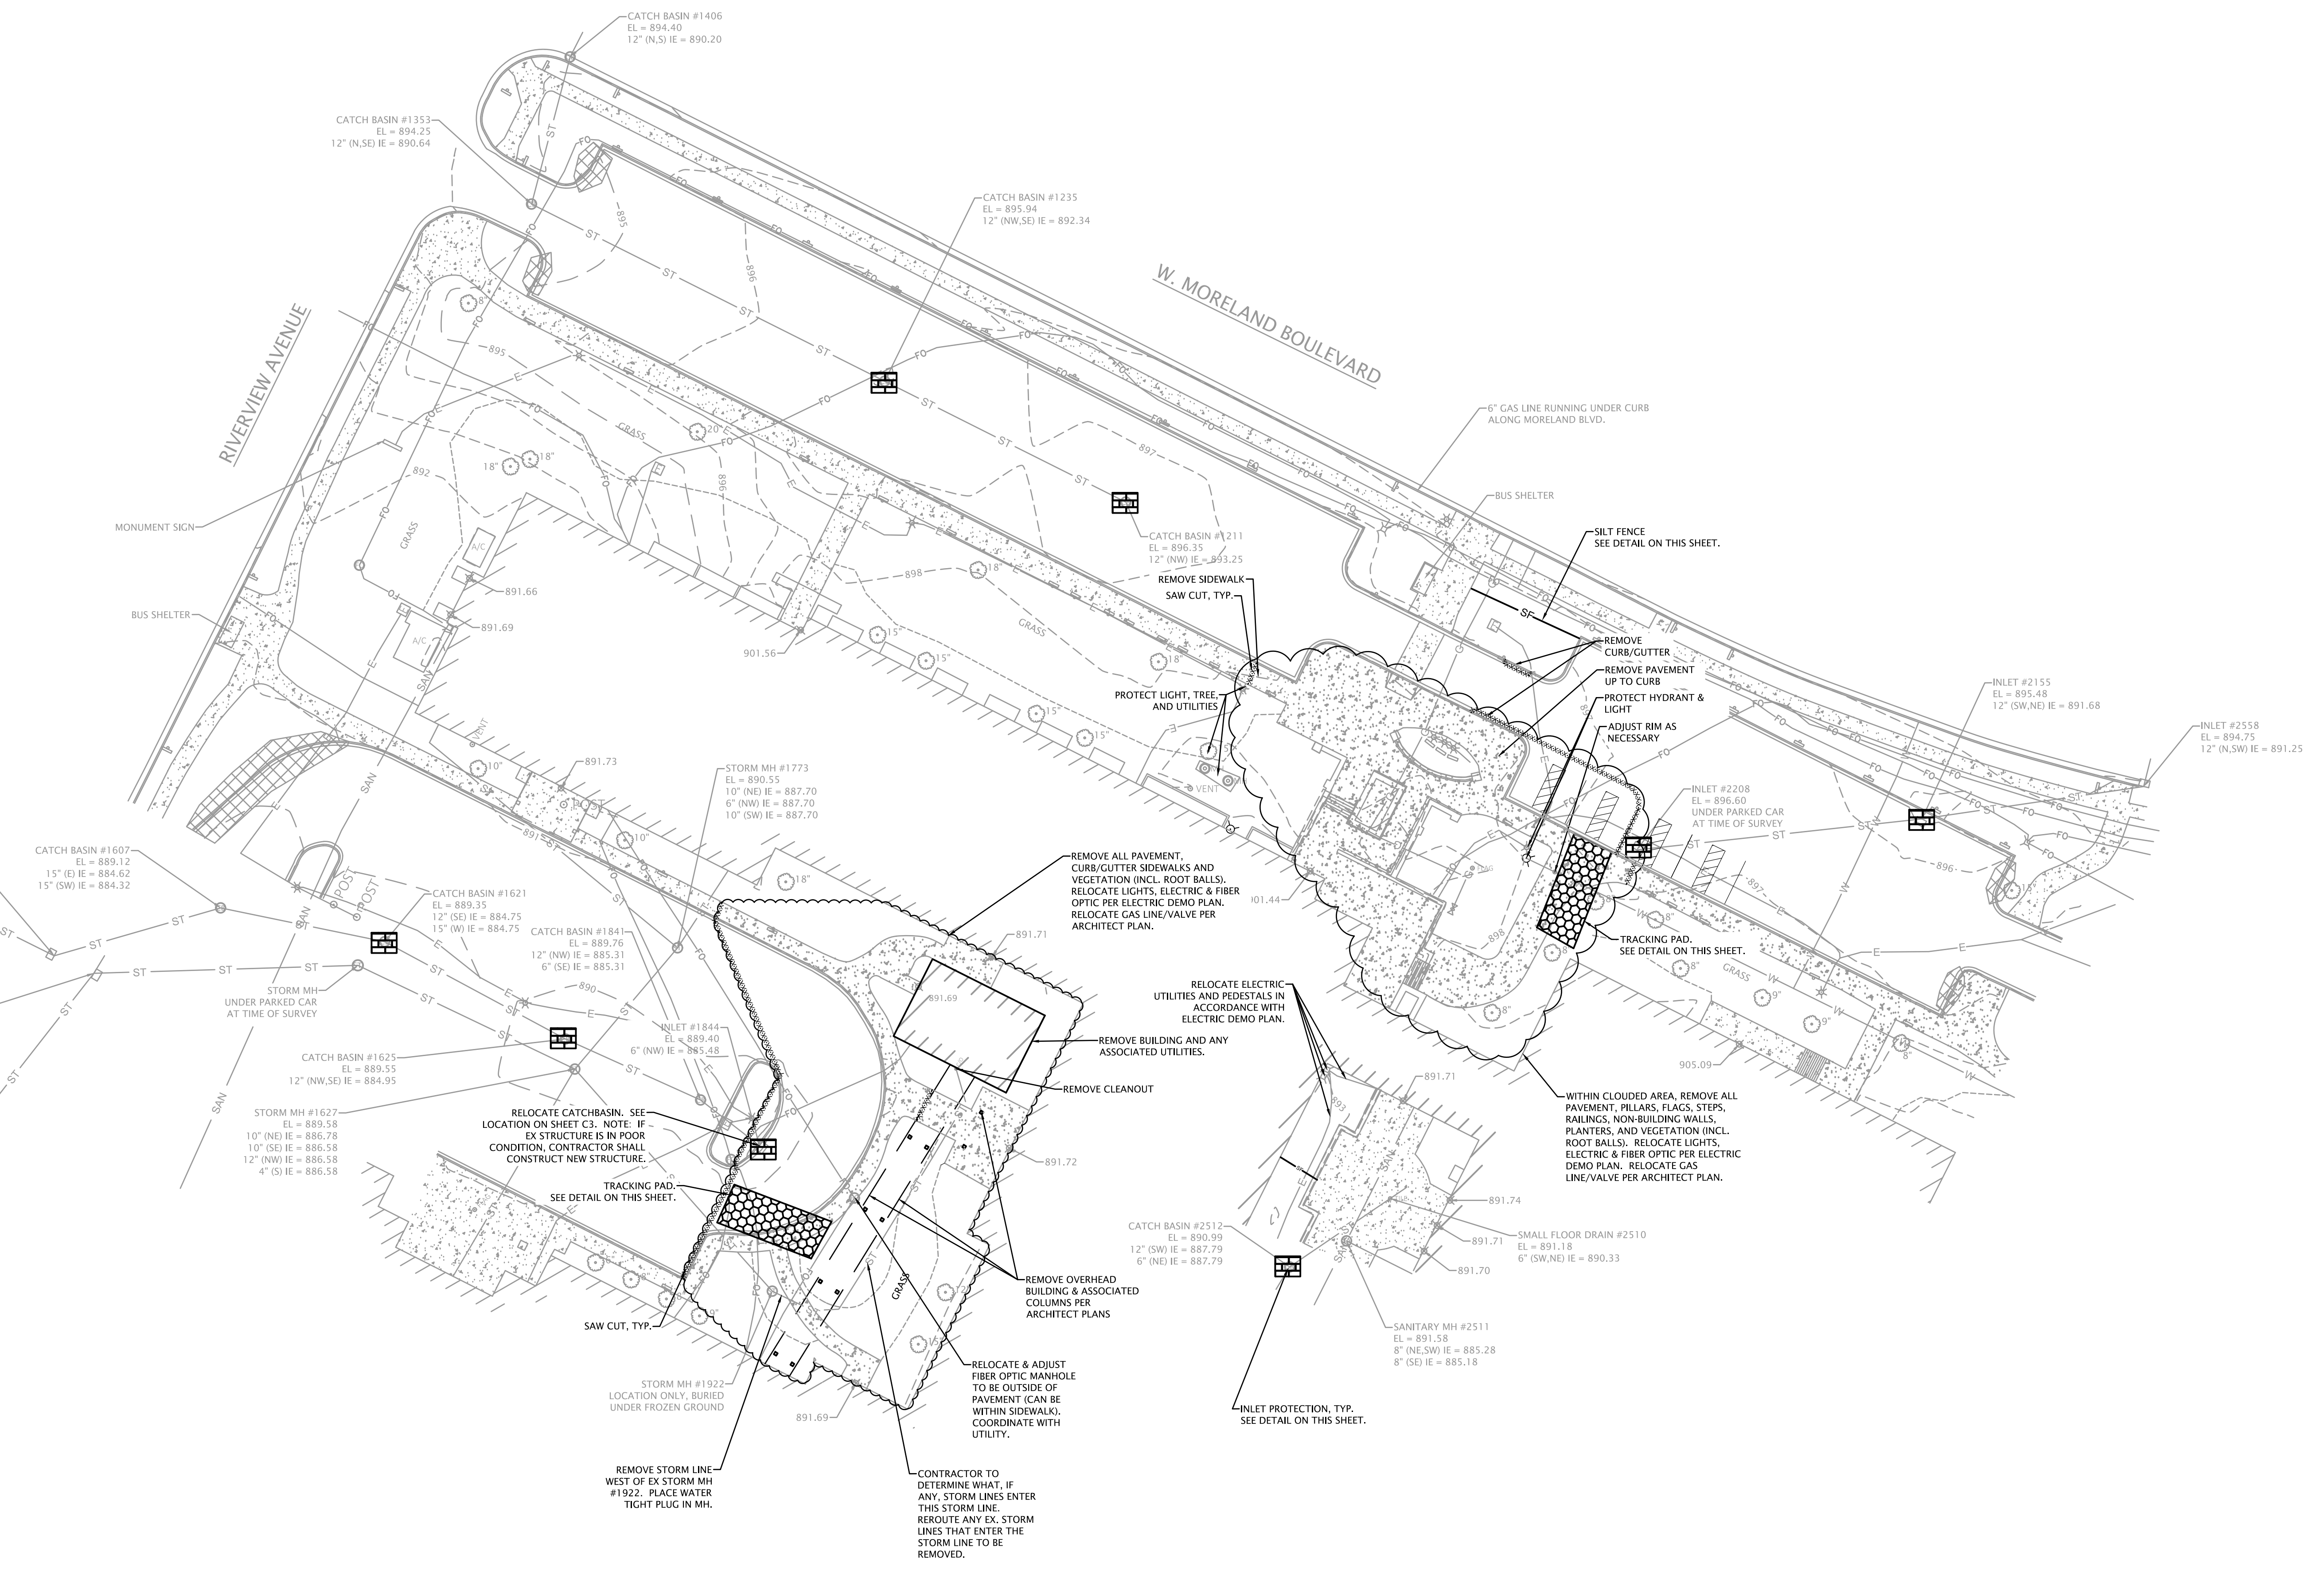 CATCH BASIN #1406
EL = 894.40
12" (N,S) IE = 890.20
CATCH BASIN #1353
EL = 894.25
12" (N,SE) IE = 890.64
CATCH BASIN #1235
EL = 895.94
12" (NW,SE) IE = 892.34
W. MORELAND BOULEVARD
RIVERVIEW AVENUE
6" GAS LINE RUNNING UNDER CURB
ALONG MORELAND BLVD.
BUS SHELTER
SILT FENCE
SEE DETAIL ON THIS SHEET.
MONUMENT SIGN
CATCH BASIN #1211
EL = 896.35
12" (NW) IE = 893.25
REMOVE SIDEWALK
SAW CUT, TYP.
BUS SHELTER
891.66
891.69
901.56
SF
REMOVE
CURB/GUTTER
REMOVE PAVEMENT
UP TO CURB
PROTECT HYDRANT &
LIGHT
ADJUST RIM AS
NECESSARY
PROTECT LIGHT, TREE,
AND UTILITIES
INLET #2155
EL = 895.48
12" (SW,NE) IE = 891.68
INLET #2558
EL = 894.75
12" (N,SW) IE = 891.25
INLET #2208
EL = 896.60
UNDER PARKED CAR
AT TIME OF SURVEY
891.73
STORM MH #1773
EL = 890.55
10" (NE) IE = 887.70
6" (NW) IE = 887.70
10" (SW) IE = 887.70
CATCH BASIN #1607
EL = 889.12
15" (E) IE = 884.62
15" (SW) IE = 884.32
CATCH BASIN #1621
EL = 889.35
12" (SE) IE = 884.75
15" (W) IE = 884.75
CATCH BASIN #1841
EL = 889.76
12" (NW) IE = 885.31
6" (SE) IE = 885.31
REMOVE ALL PAVEMENT,
CURB/GUTTER SIDEWALKS AND
VEGETATION (INCL. ROOT BALLS).
RELOCATE LIGHTS, ELECTRIC & FIBER
OPTIC PER ELECTRIC DEMO PLAN.
RELOCATE GAS LINE/VALVE PER
ARCHITECT PLAN.
891.71
TRACKING PAD.
SEE DETAIL ON THIS SHEET.
STORM MH
UNDER PARKED CAR
AT TIME OF SURVEY
INLET #1844
EL = 889.40
6" (NW) IE = 885.48
891.69
RELOCATE ELECTRIC
UTILITIES AND PEDESTALS IN
ACCORDANCE WITH
ELECTRIC DEMO PLAN.
REMOVE BUILDING AND ANY
ASSOCIATED UTILITIES.
REMOVE CLEANOUT
CATCH BASIN #1625
EL = 889.55
12" (NW,SE) IE = 884.95
STORM MH #1627
EL = 889.58
10" (NE) IE = 886.78
10" (SE) IE = 886.58
12" (NW) IE = 886.58
4" (S) IE = 886.58
RELOCATE CATCHBASIN. SEE
LOCATION ON SHEET C3. NOTE: IF
EX STRUCTURE IS IN POOR
CONDITION, CONTRACTOR SHALL
CONSTRUCT NEW STRUCTURE.
TRACKING PAD.
SEE DETAIL ON THIS SHEET.
905.09
891.71
WITHIN CLOUDED AREA, REMOVE ALL
PAVEMENT, PILLARS, FLAGS, STEPS,
RAILINGS, NON-BUILDING WALLS,
PLANTERS, AND VEGETATION (INCL.
ROOT BALLS). RELOCATE LIGHTS,
ELECTRIC & FIBER OPTIC PER ELECTRIC
DEMO PLAN. RELOCATE GAS
LINE/VALVE PER ARCHITECT PLAN.
891.72
891.74
CATCH BASIN #2512
EL = 890.99
12" (SW) IE = 887.79
6" (NE) IE = 887.79
SMALL FLOOR DRAIN #2510
EL = 891.18
6" (SW,NE) IE = 890.33
891.71
891.70
REMOVE OVERHEAD
BUILDING & ASSOCIATED
COLUMNS PER
ARCHITECT PLANS
GRASS
SAW CUT, TYP.
SANITARY MH #2511
EL = 891.58
8" (NE,SW) IE = 885.28
8" (SE) IE = 885.18
STORM MH #1922
LOCATION ONLY, BURIED
UNDER FROZEN GROUND
891.69
RELOCATE & ADJUST
FIBER OPTIC MANHOLE
TO BE OUTSIDE OF
PAVEMENT (CAN BE
WITHIN SIDEWALK).
COORDINATE WITH
UTILITY.
INLET PROTECTION, TYP.
SEE DETAIL ON THIS SHEET.
REMOVE STORM LINE
WEST OF EX STORM MH
#1922. PLACE WATER
TIGHT PLUG IN MH.
CONTRACTOR TO
DETERMINE WHAT, IF
ANY, STORM LINES ENTER
THIS STORM LINE.
REROUTE ANY EX. STORM
LINES THAT ENTER THE
STORM LINE TO BE
REMOVED.